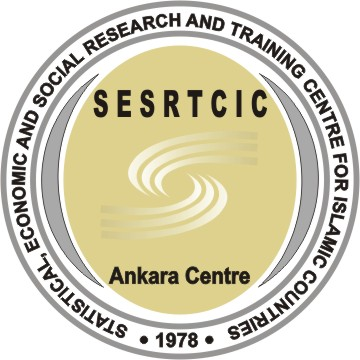 STATISTICAL, ECONOMIC AND SOCIAL RESEARCH AND TRAINING CENTRE FOR ISLAMIC COUNTRIES
SESRTCIC
Ankara Centre
• 1978 •